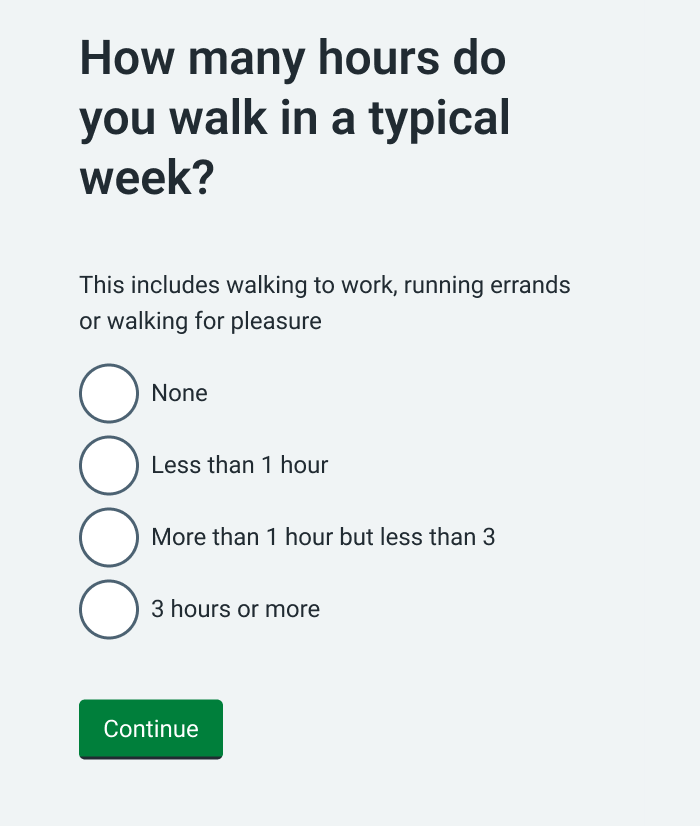 How many hours do
you walk in a typical
week?
This includes walking to work, running errands
or walking for pleasure
None
Less than 1 hour
More than 1 hour but less than 3
3 hours or more
Continue